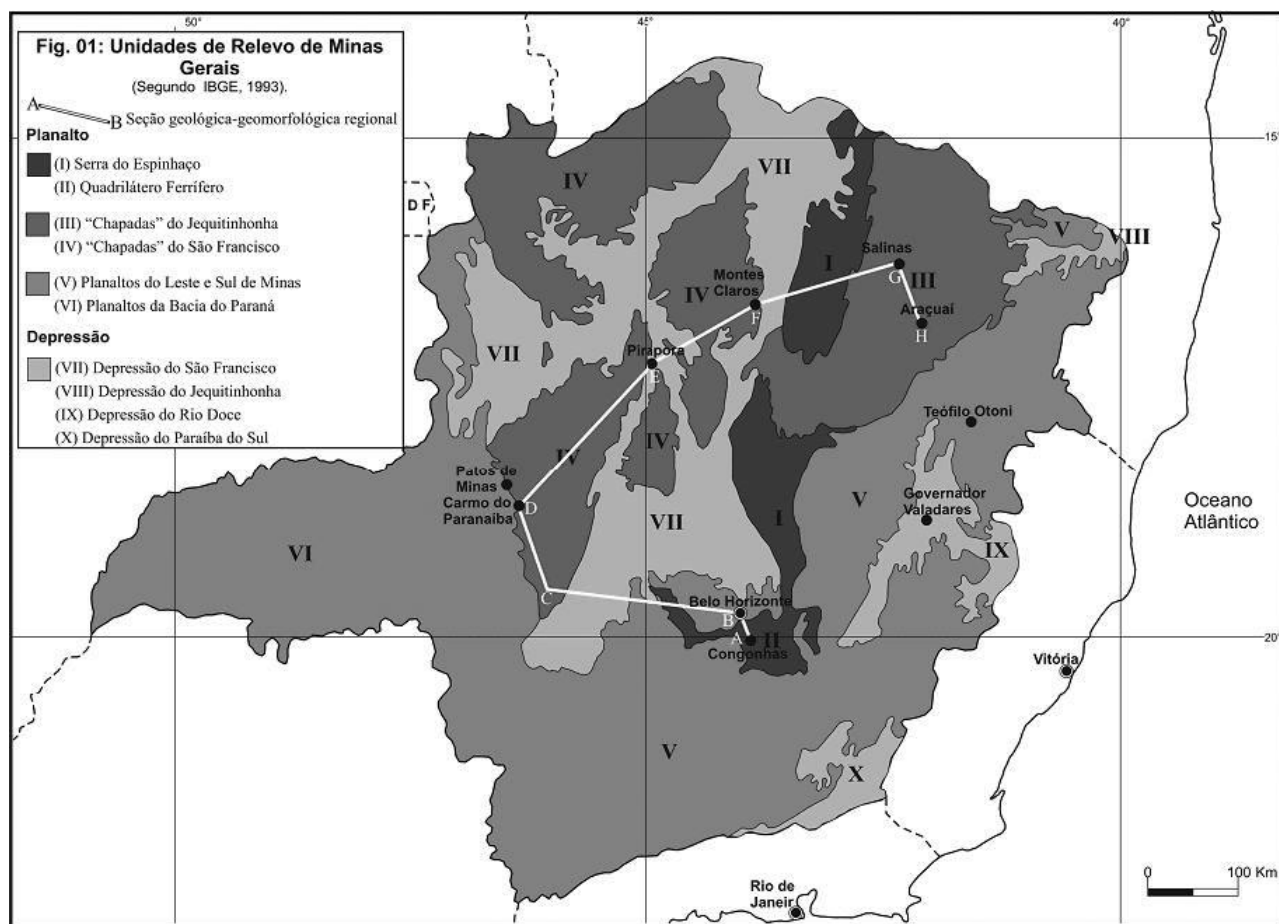 50°
45°
40°
Fig. 01: Unidades de Relevo de Minas
Gerais
(Segundo IBGE, 1993).
A
B Seção geológica-geomorfológica regional
Planalto
(I) Serra do Espinhaço
(II) Quadrilátero Ferrífero
(III) “Chapadas” do Jequitinhonha
(IV) “Chapadas” do São Francisco
(V) Planaltos do Leste e Sul de Minas
(VI) Planaltos da Bacia do Paraná
Depressão
(VII) Depressão do São Francisco
(VIII) Depressão do Jequitinhonha
(IX) Depressão do Rio Doce
(X) Depressão do Paraíba do Sul
15°
VII
IV
D F
V
VIII
Salinas
I
G
III
Montes
Claros
IV
F
Araçuaí
H
VII
Pirapora
E
Teófilo Otoni
IV
IV
Patos de
Minas
Carmo do
Paranaíba
D
V
Governador
Valadares
Oceano
Atlântico
VII
I
IX
VI
C
Belo Horizonte
B
A
II
Congonhas
20°
Vitória
V
X
0
100 Km
Rio de
Janeir